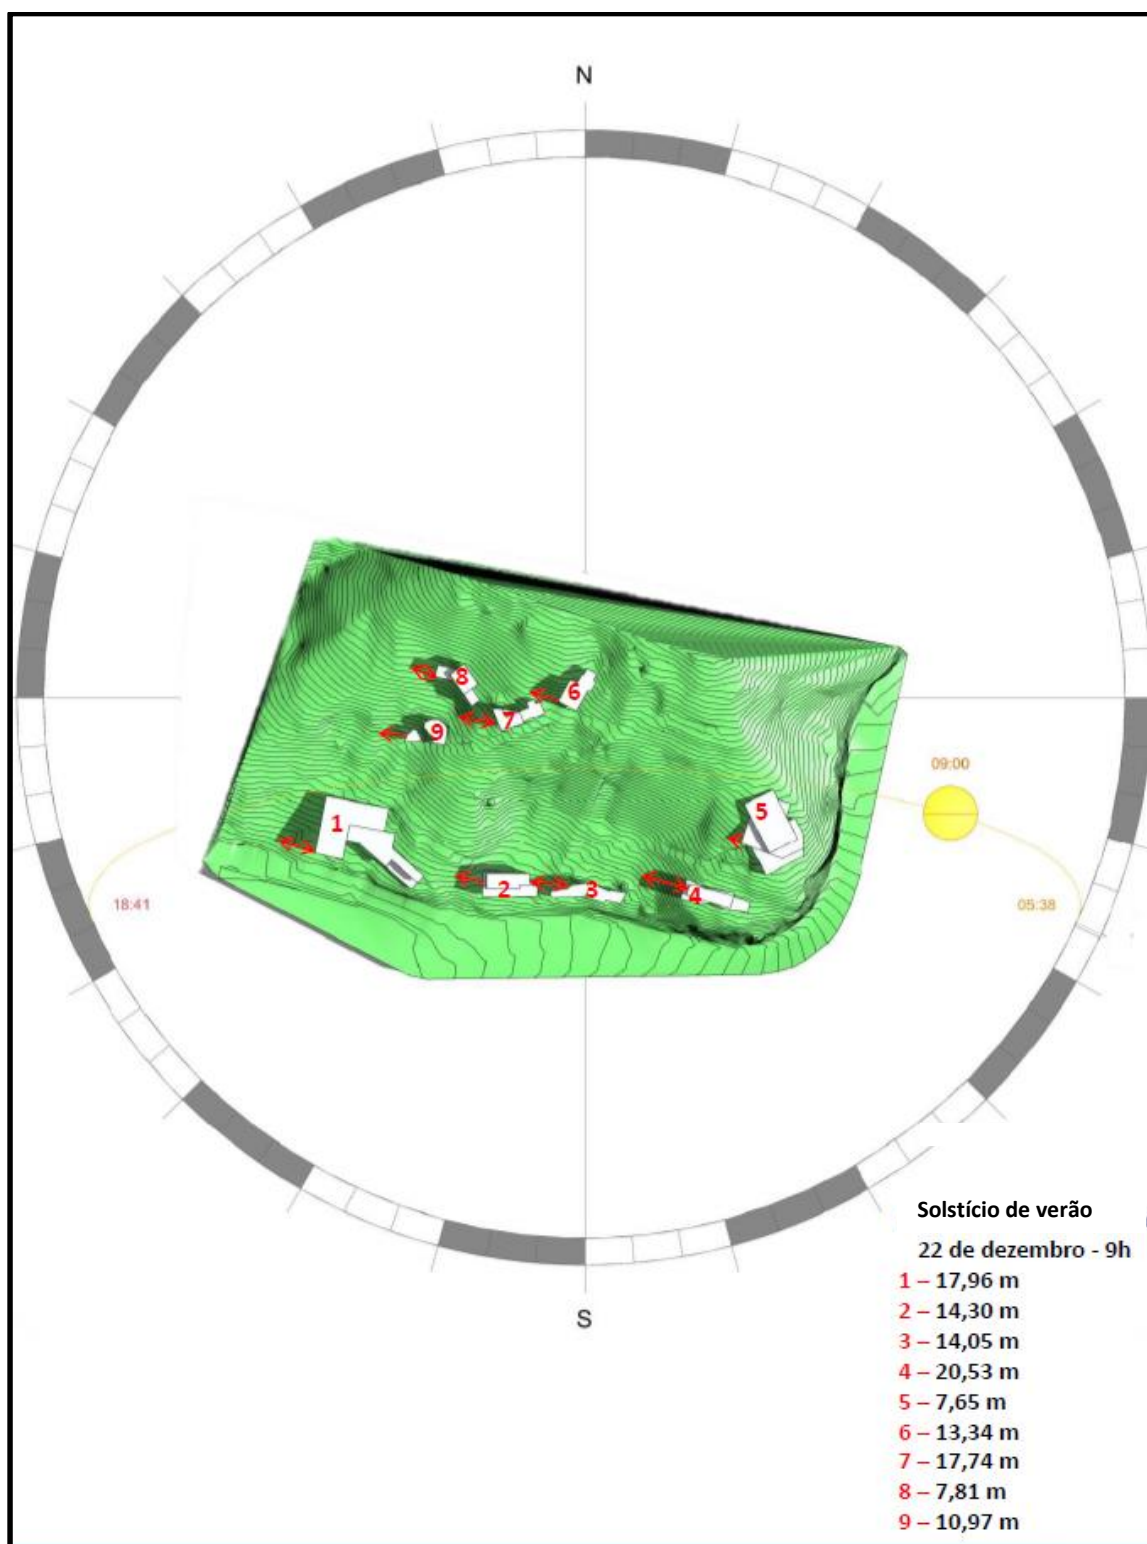 N
8
6
7
9
09:00
5
1
18:41
2
3
4
05:38
S
Solstício de verão
22 de dezembro - 9h
1 – 17,96 m
2 – 14,30 m
3 – 14,05 m
4 – 20,53 m
5 – 7,65 m
6 – 13,34 m
7 – 17,74 m
8 – 7,81 m
9 – 10,97 m